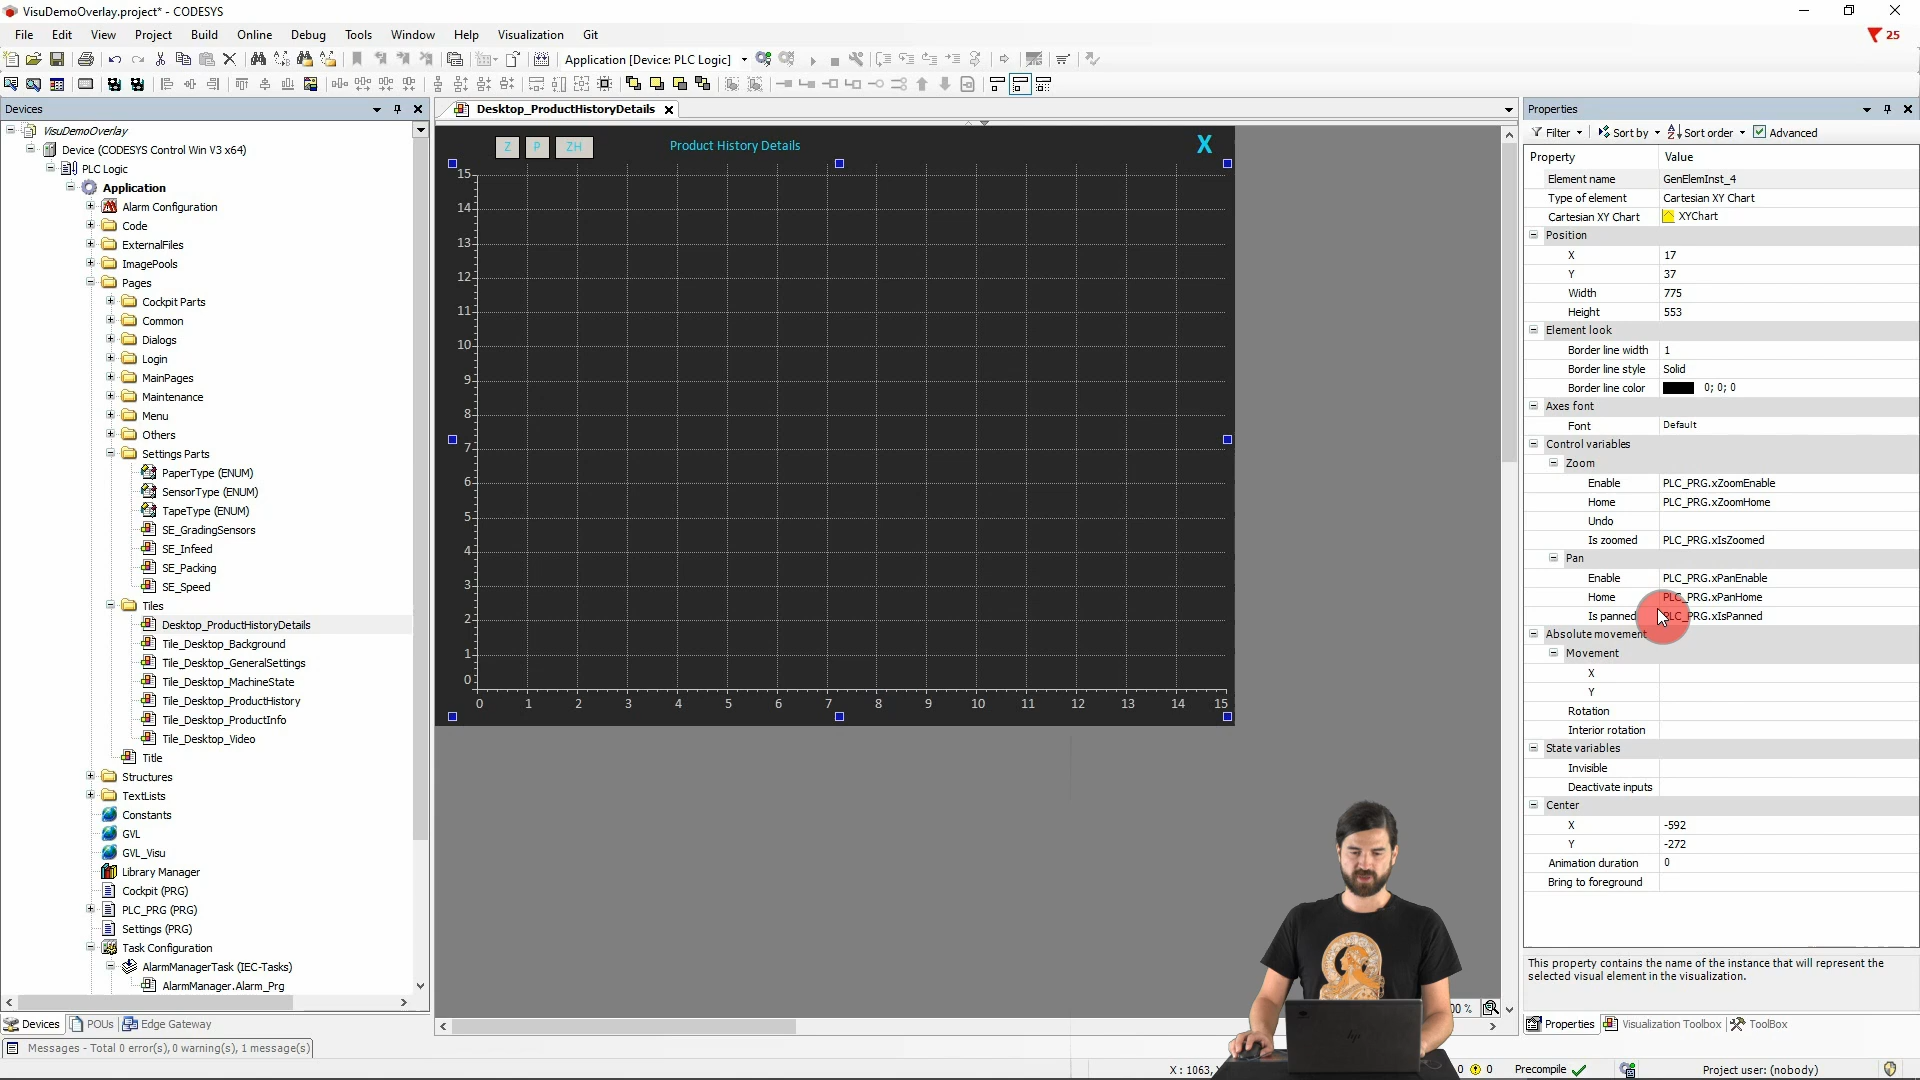 VisuDemoOverlay.project* - CODESYS
File Edit View Project Build Online Debug Tools Window Help Visualization Git
25
Application [Device: PLC Logic]
Devices
Desktop_ProductHistoryDetails
Properties
VisuDemoOverlay
Device (CODESYS Control Win V3 x64)
PLC Logic
Application
Alarm Configuration
Code
ExternalFiles
ImagePools
Pages
Cockpit Parts
Common
Dialogs
Login
MainPages
Maintenance
Menu
Others
Settings Parts
PaperType (ENUM)
SensorType (ENUM)
TapeType (ENUM)
SE_GradingSensors
SE_Infeed
SE_Packing
SE_Speed
Tiles
Desktop_ProductHistoryDetails
Tile_Desktop_Background
Tile_Desktop_GeneralSettings
Tile_Desktop_MachineState
Tile_Desktop_ProductHistory
Tile_Desktop_ProductInfo
Tile_Desktop_Video
Title
Structures
TextLists
Constants
GVL
GVL_Visu
Library Manager
Cockpit (PRG)
PLC_PRG (PRG)
Settings (PRG)
Task Configuration
AlarmManagerTask (IEC-Tasks)
AlarmManager.Alarm_Prg
Devices POUs Edge Gateway
Messages - Total 0 error(s), 0 warning(s), 1 message(s)
Z P ZH Product History Details X
15
14
13
12
11
10
9
8
7
6
5
4
3
2
1
0
0 1 2 3 4 5 6 7 8 9 10 11 12 13 14 15
Filter Sort by Sort order Advanced
Property Value
Element name GenElemInst_4
Type of element Cartesian XY Chart
Cartesian XY Chart XYChart
Position
X 17
Y 37
Width 775
Height 553
Element look
Border line width 1
Border line style Solid
Border line color 0; 0; 0
Axes font
Font Default
Control variables
Zoom
Enable PLC_PRG.xZoomEnable
Home PLC_PRG.xZoomHome
Undo
Is zoomed PLC_PRG.xIsZoomed
Pan
Enable PLC_PRG.xPanEnable
Home PLC_PRG.xPanHome
Is panned PLC_PRG.xIsPanned
Absolute movement
Movement
X
Y
Rotation
Interior rotation
State variables
Invisible
Deactivate inputs
Center
X -592
Y -272
Animation duration 0
Bring to foreground
This property contains the name of the instance that will represent the
selected visual element in the visualization.
Properties Visualization Toolbox ToolBox
X : 1063, 0 0 Precompile Project user: (nobody)